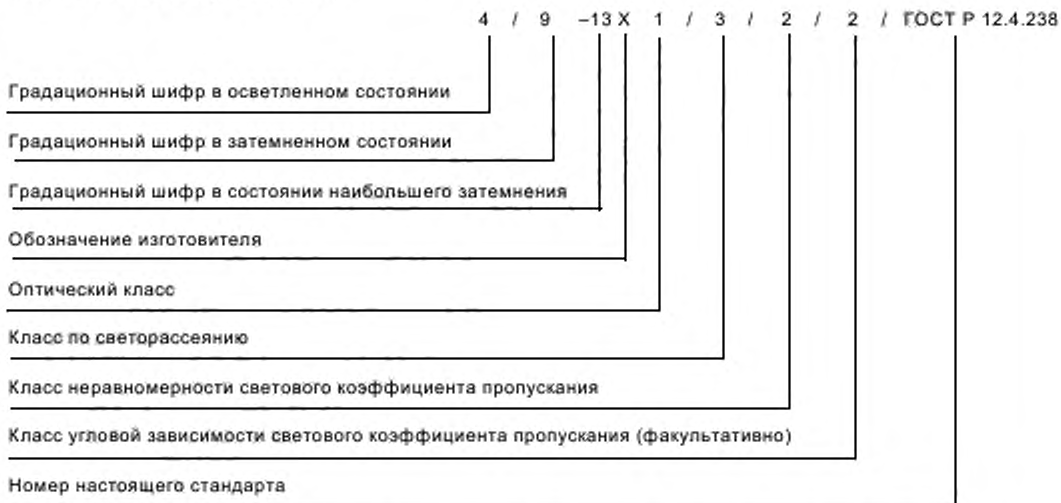 4 / 9 –13 X 1 / 3 / 2 / 2 / ГОСТ Р 12.4.238
Градационный шифр в осветленном состоянии
Градационный шифр в затемненном состоянии
Градационный шифр в состоянии наибольшего затемнения
Обозначение изготовителя
Оптический класс
Класс по светорассеянию
Класс неравномерности светового коэффициента пропускания
Класс угловой зависимости светового коэффициента пропускания (факультативно)
Номер настоящего стандарта